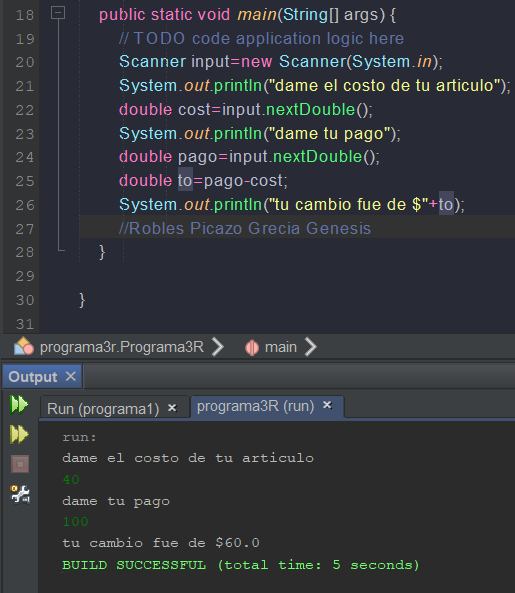 18 public static void main(String[] args) {
19 // TODO code application logic here
20 Scanner input=new Scanner(System.in);
21 System.out.println("dame el costo de tu articulo");
22 double cost=input.nextDouble();
23 System.out.println("dame tu pago");
24 double pago=input.nextDouble();
25 double to=pago-cost;
26 System.out.println("tu cambio fue de $"+to);
27 //Robles Picazo Grecia Genesis
28 }
29
30 }
31
programa3r.Programa3R main
Output
Run (programa1) programa3R (run)
run:
dame el costo de tu articulo
40
dame tu pago
100
tu cambio fue de $60.0
BUILD SUCCESSFUL (total time: 5 seconds)